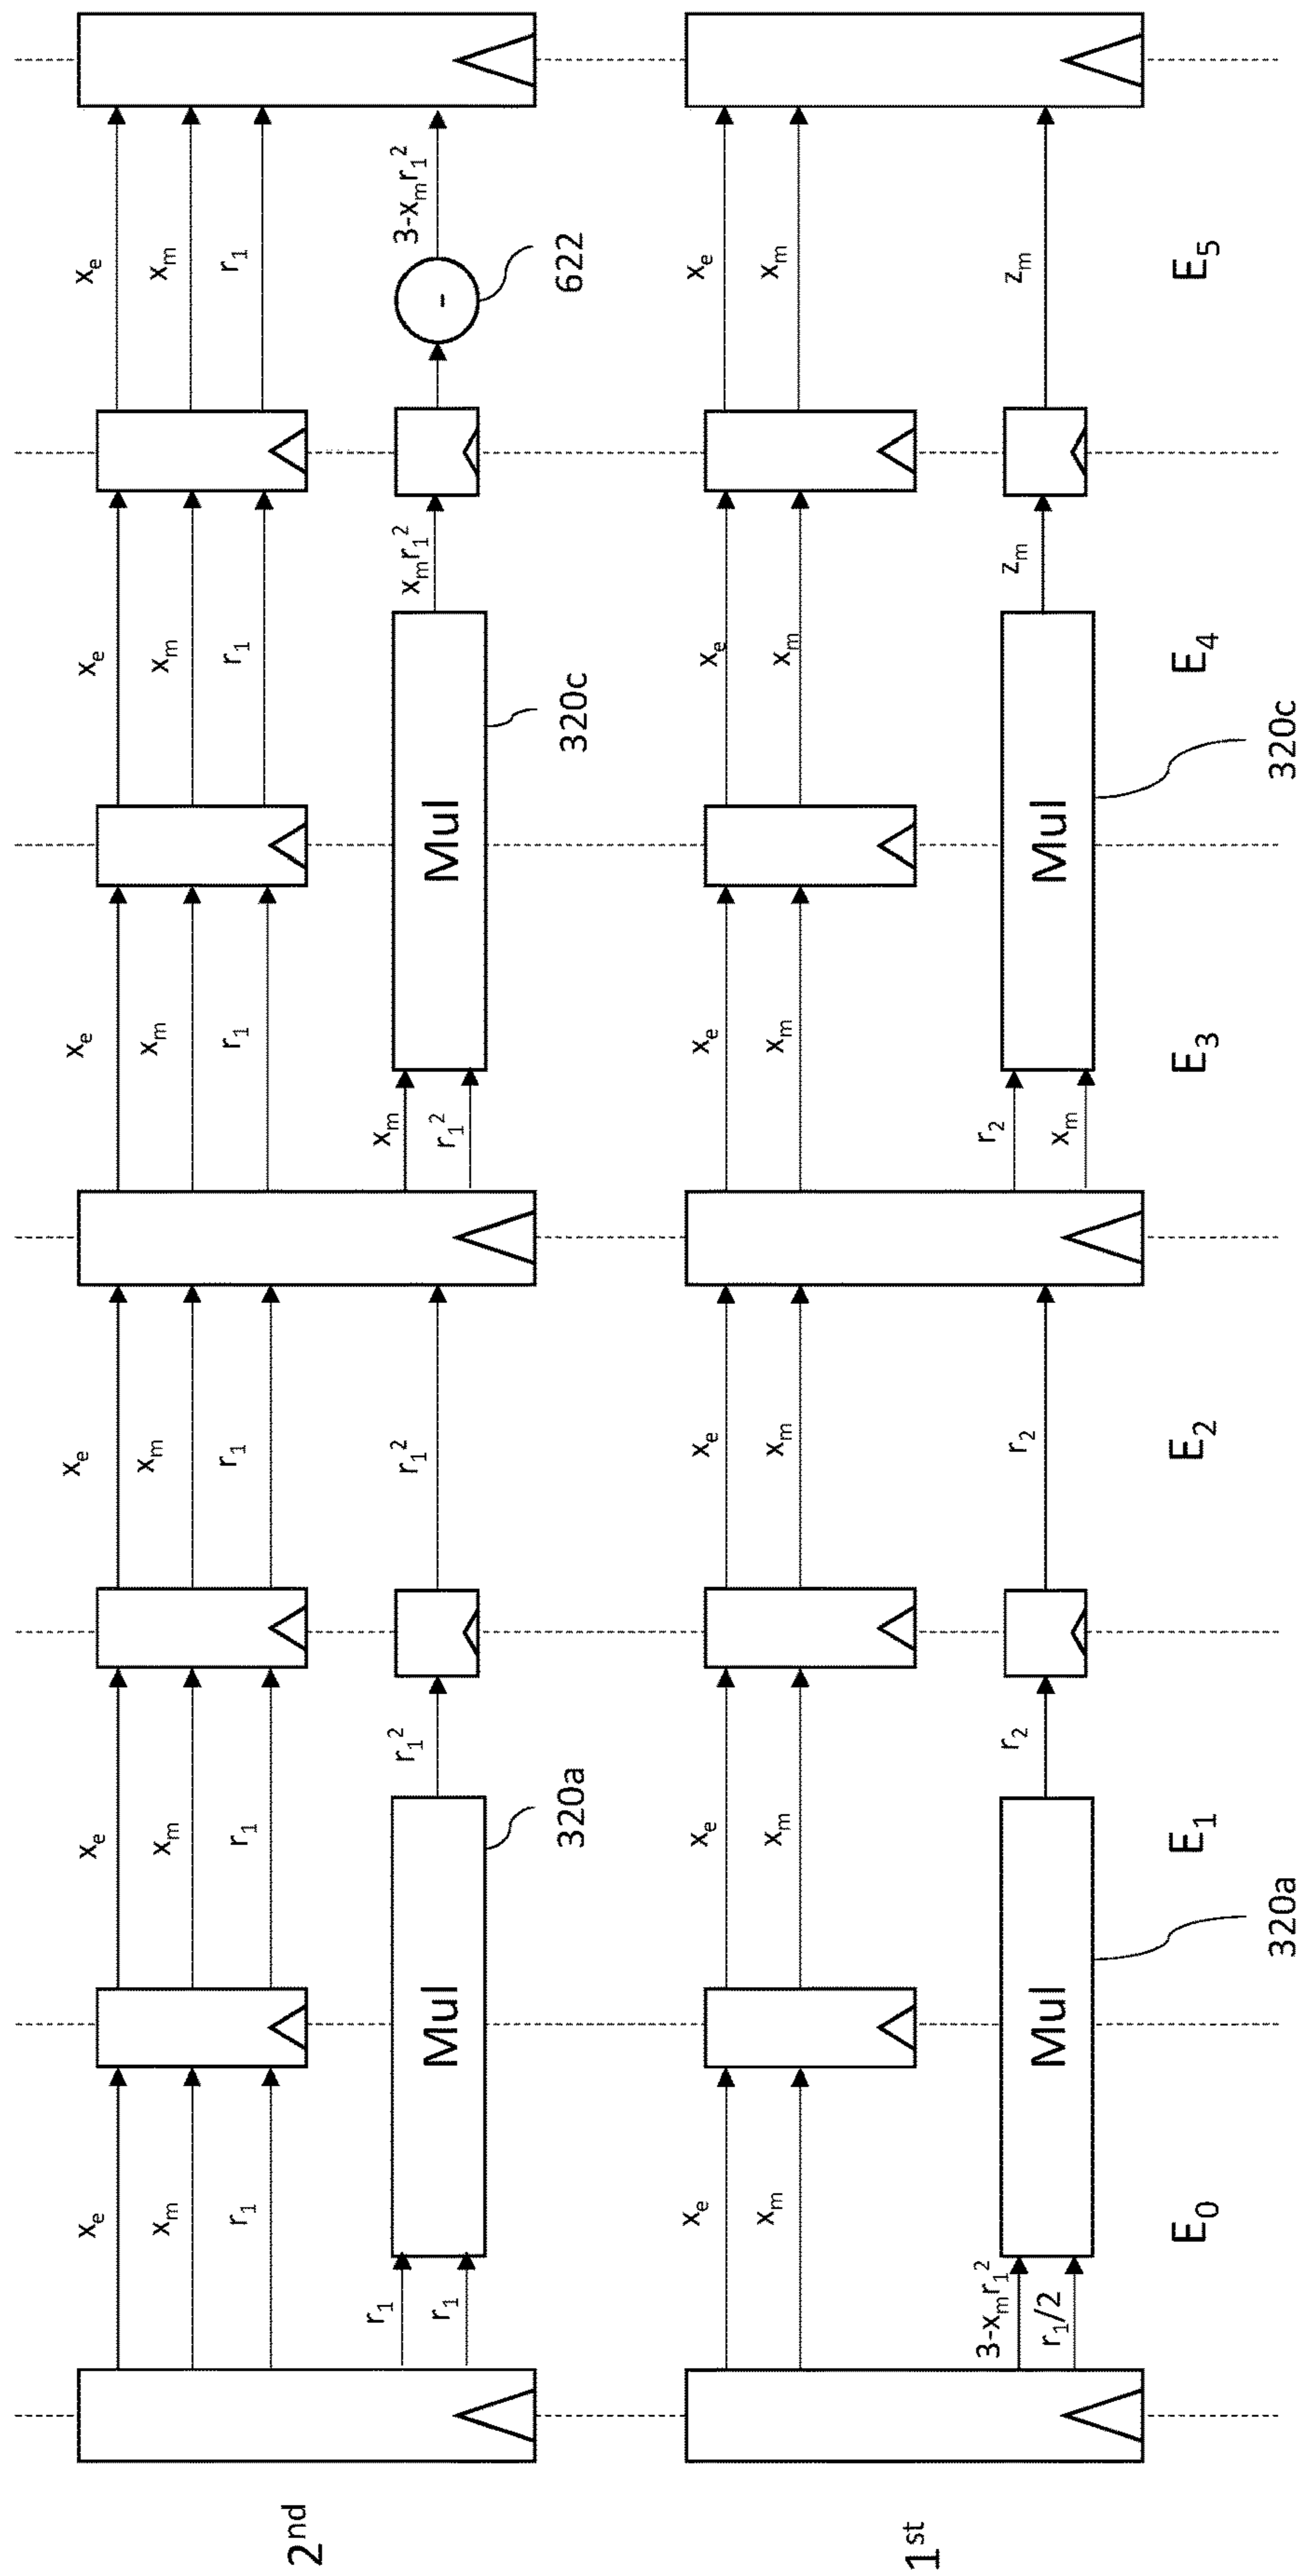 2nd
xe
xm
r1
r1
r1
Mul
320a
xe
xm
r1
r1²
xe
xm
r1
r1²
xe
xm
r1
xm
r1²
Mul
320c
xe
xm
r1
xmr1²
xe
xm
r1
3-xmr1²
-
622
1st
xe
xm
3-xmr1²
r1/2
Mul
320a
xe
xm
r2
xe
xm
r2
xe
xm
r2
xm
Mul
320c
xe
xm
zm
xe
xm
zm
E0
E1
E2
E3
E4
E5